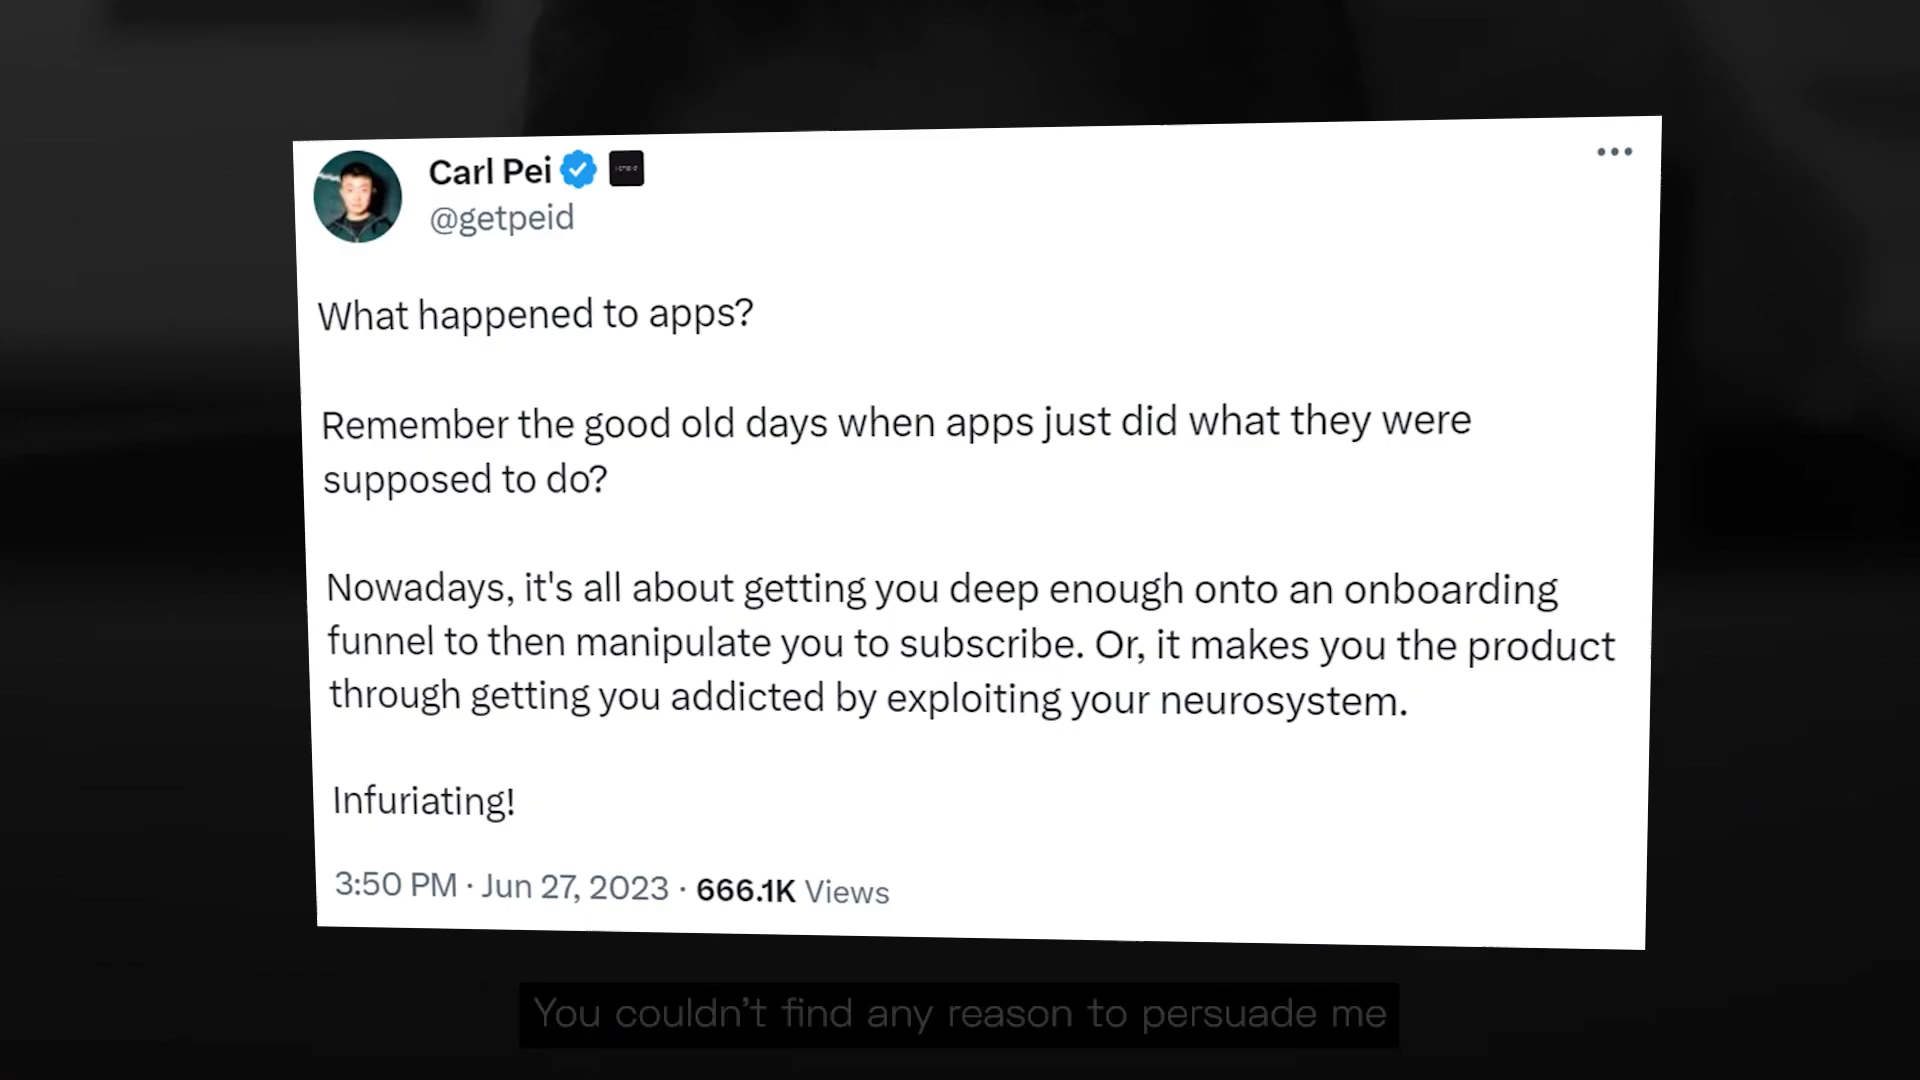 Carl Pei
@getpeid
What happened to apps?
Remember the good old days when apps just did what they were
supposed to do?
Nowadays, it's all about getting you deep enough onto an onboarding
funnel to then manipulate you to subscribe. Or, it makes you the product
through getting you addicted by exploiting your neurosystem.
Infuriating!
3:50 PM · Jun 27, 2023 · 666.1K Views
You couldn't find any reason to persuade me